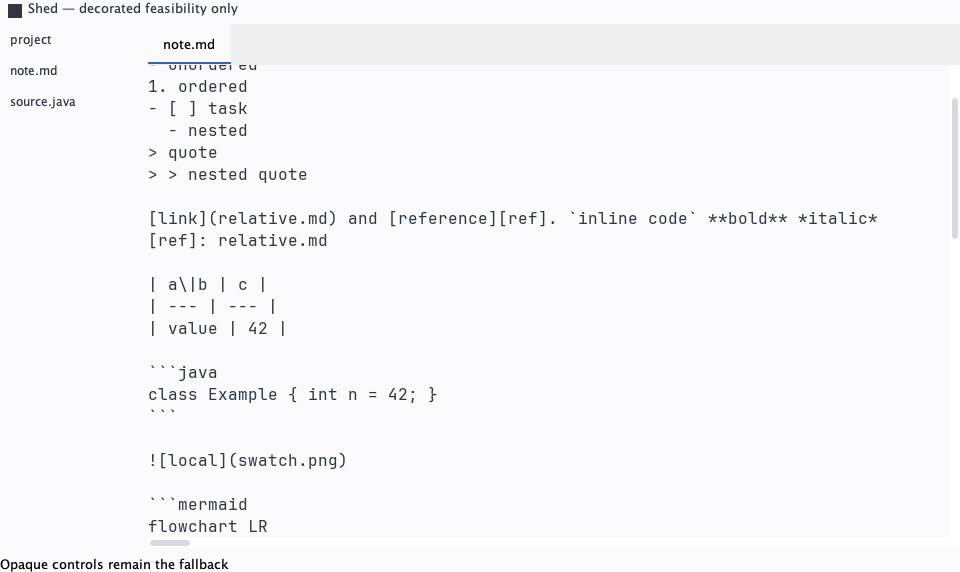 Shed — decorated feasibility only
project
note.md
source.java
note.md
- unordered
1. ordered
- [ ] task
  - nested
> quote
> > nested quote

[link](relative.md) and [reference][ref]. `inline code` **bold** *italic*
[ref]: relative.md

| a\|b | c |
| --- | --- |
| value | 42 |

```java
class Example { int n = 42; }
```

![local](swatch.png)

```mermaid
flowchart LR
Opaque controls remain the fallback